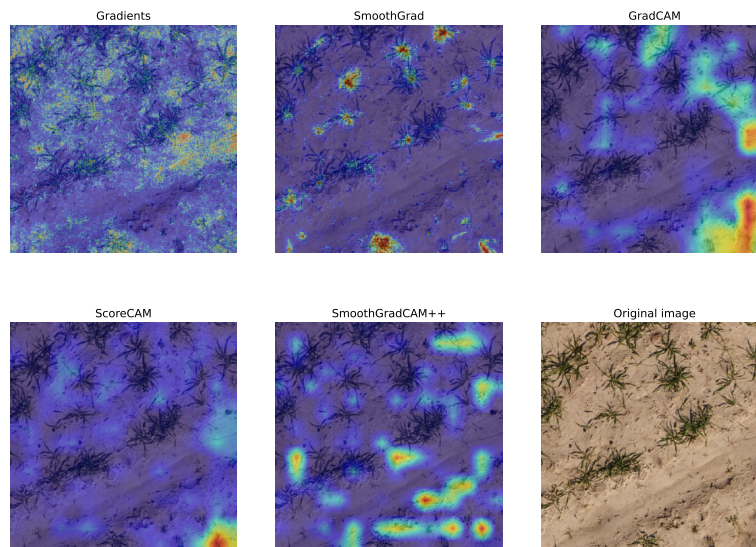 Gradients
SmoothGrad
GradCAM
ScoreCAM
SmoothGradCAM++
Original image